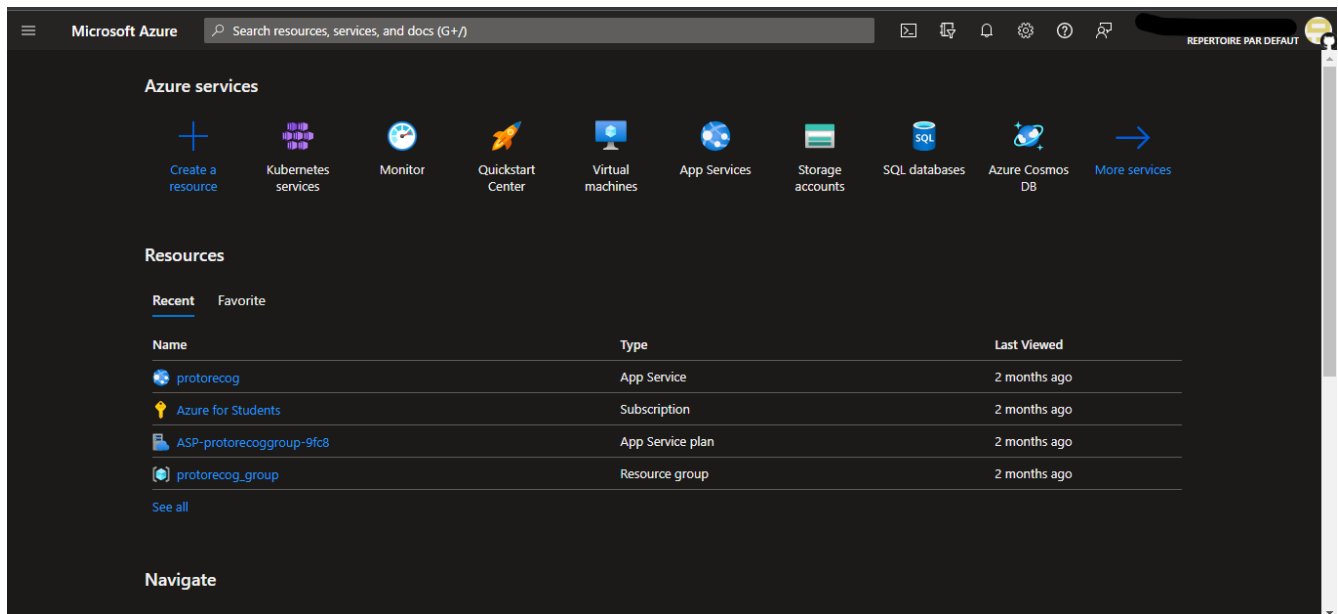 Microsoft Azure
Search resources, services, and docs (G+/)
REPERTOIRE PAR DEFAUT
Azure services
Create a resource
Kubernetes services
Monitor
Quickstart Center
Virtual machines
App Services
Storage accounts
SQL
SQL databases
Azure Cosmos DB
More services
Resources
Recent Favorite
Name Type Last Viewed
protorecog App Service 2 months ago
Azure for Students Subscription 2 months ago
ASP-protorecoggroup-9fc8 App Service plan 2 months ago
protorecog_group Resource group 2 months ago
See all
Navigate